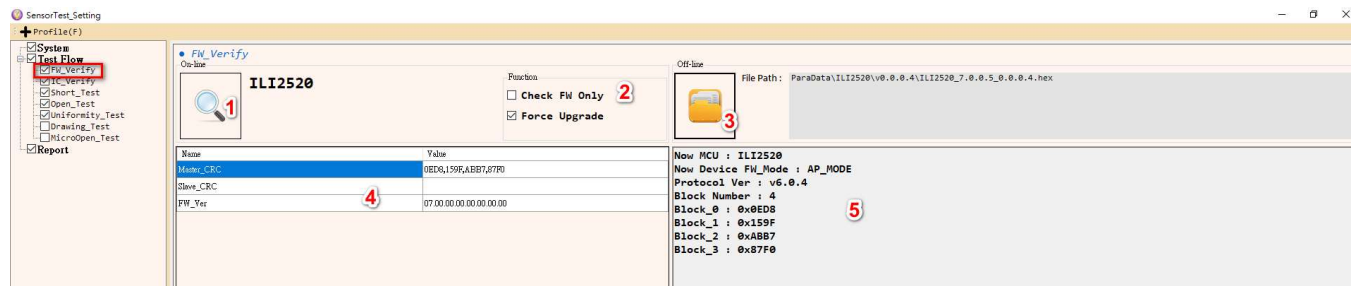 SensorTest_Setting
Profile(F)
System
Test Flow
FW_Verify
IC_Verify
Short_Test
Open_Test
Uniformity_Test
Drawing_Test
MicroOpen_Test
Report
• FW_Verify
On-line
1
ILI2520
Function
Check FW Only
2
Force Upgrade
Off-line
3
File Path : ParaData\ILI2520\v0.0.0.4\ILI2520_7.0.0.5_0.0.0.4.hex
Name Value
Master_CRC 0ED8,159F,ABB7,87F0
Slave_CRC
4
FW_Ver 07.00.00.00.00.00.00.00
Now MCU : ILI2520
Now Device FW_Mode : AP_MODE
Protocol Ver : v6.0.4
Block Number : 4
Block_0 : 0x0ED8
5
Block_1 : 0x159F
Block_2 : 0xABB7
Block_3 : 0x87F0